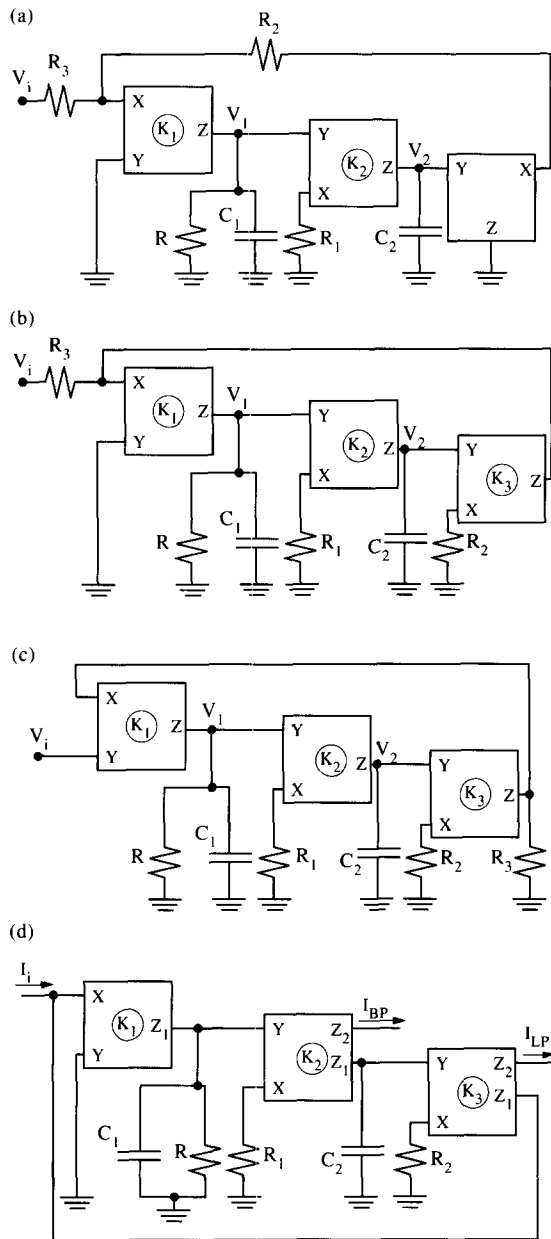 (a)
R2
R3
Vi
X
K1
Z
Y
V1
Y
K2
Z
X
V2
Y
X
Z
R
C1
R1
C2
(b)
R3
Vi
X
K1
Z
Y
V1
Y
K2
Z
X
V2
Y
K3
Z
X
R
C1
R1
C2
R2
(c)
X
K1
Z
Vi
Y
V1
Y
K2
Z
X
V2
Y
K3
Z
X
R
C1
R1
C2
R2
R3
(d)
Ii
X
K1
Z1
Y
IBP
Y
Z2
K2
Z1
X
ILP
Y
Z2
K3
Z1
X
C1
R
R1
C2
R2